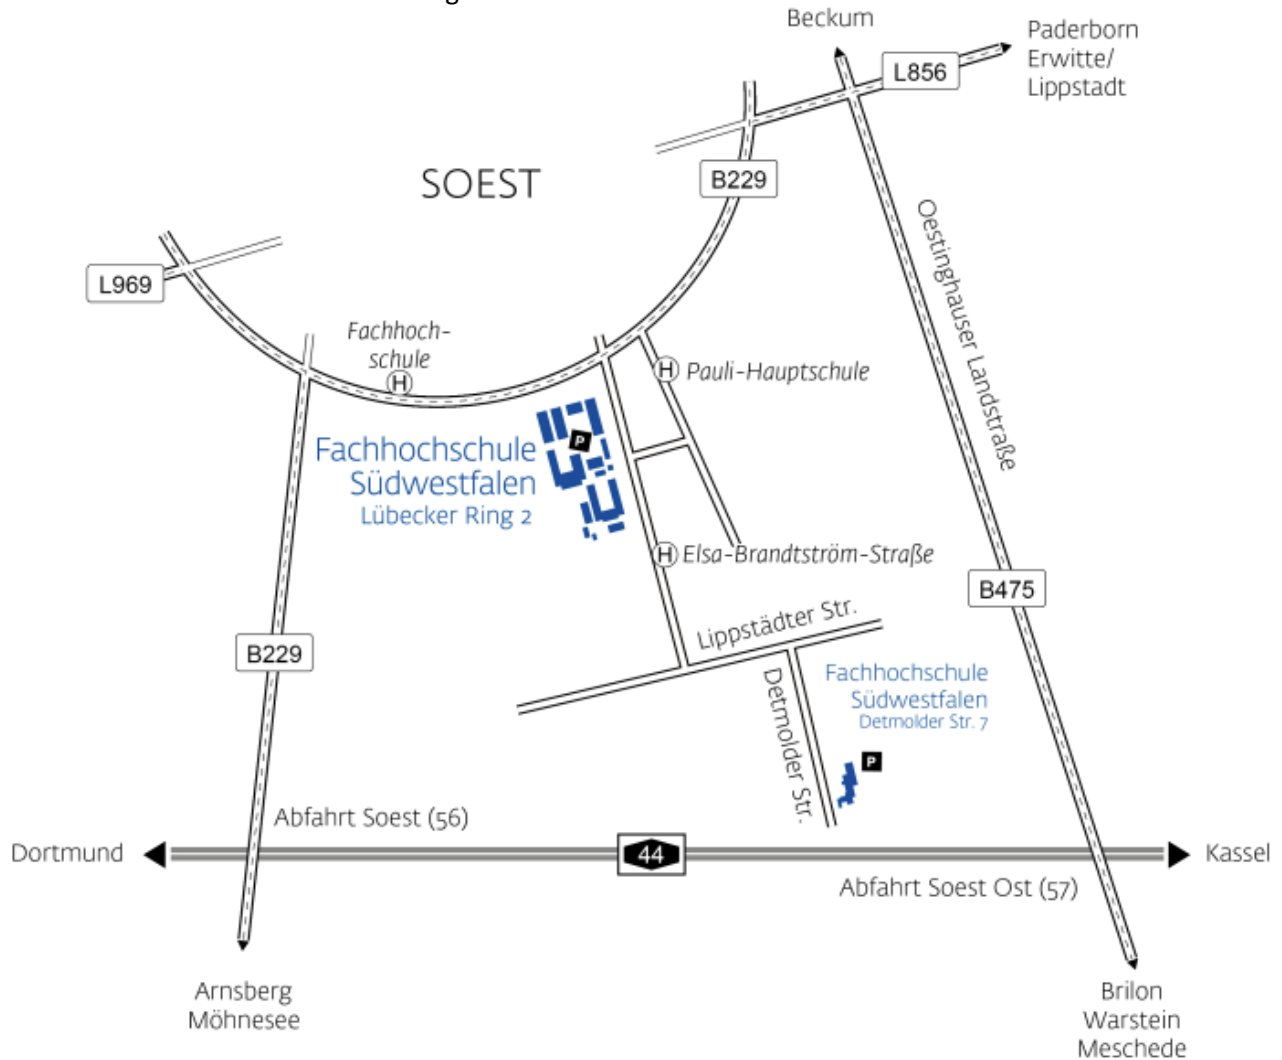 Beckum
Paderborn
Erwitte/
Lippstadt
L856
SOEST
B229
Oestinghauser Landstraße
L969
Fachhoch-
schule
H
H Pauli-Hauptschule
P
Fachhochschule
Südwestfalen
Lübecker Ring 2
H Elsa-Brandtström-Straße
B475
Lippstädter Str.
B229
Detmolder Str.
Fachhochschule
Südwestfalen
Detmolder Str. 7
P
Abfahrt Soest (56)
Dortmund
44
Kassel
Abfahrt Soest Ost (57)
Arnsberg
Möhnesee
Brilon
Warstein
Meschede